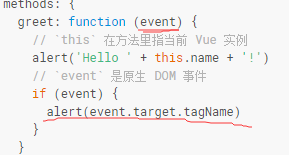 methods: {
greet: function (event) {
// `this` 在方法里指当前 Vue 实例
alert('Hello ' + this.name + '!')
// `event` 是原生 DOM 事件
if (event) {
alert(event.target.tagName)
}
}